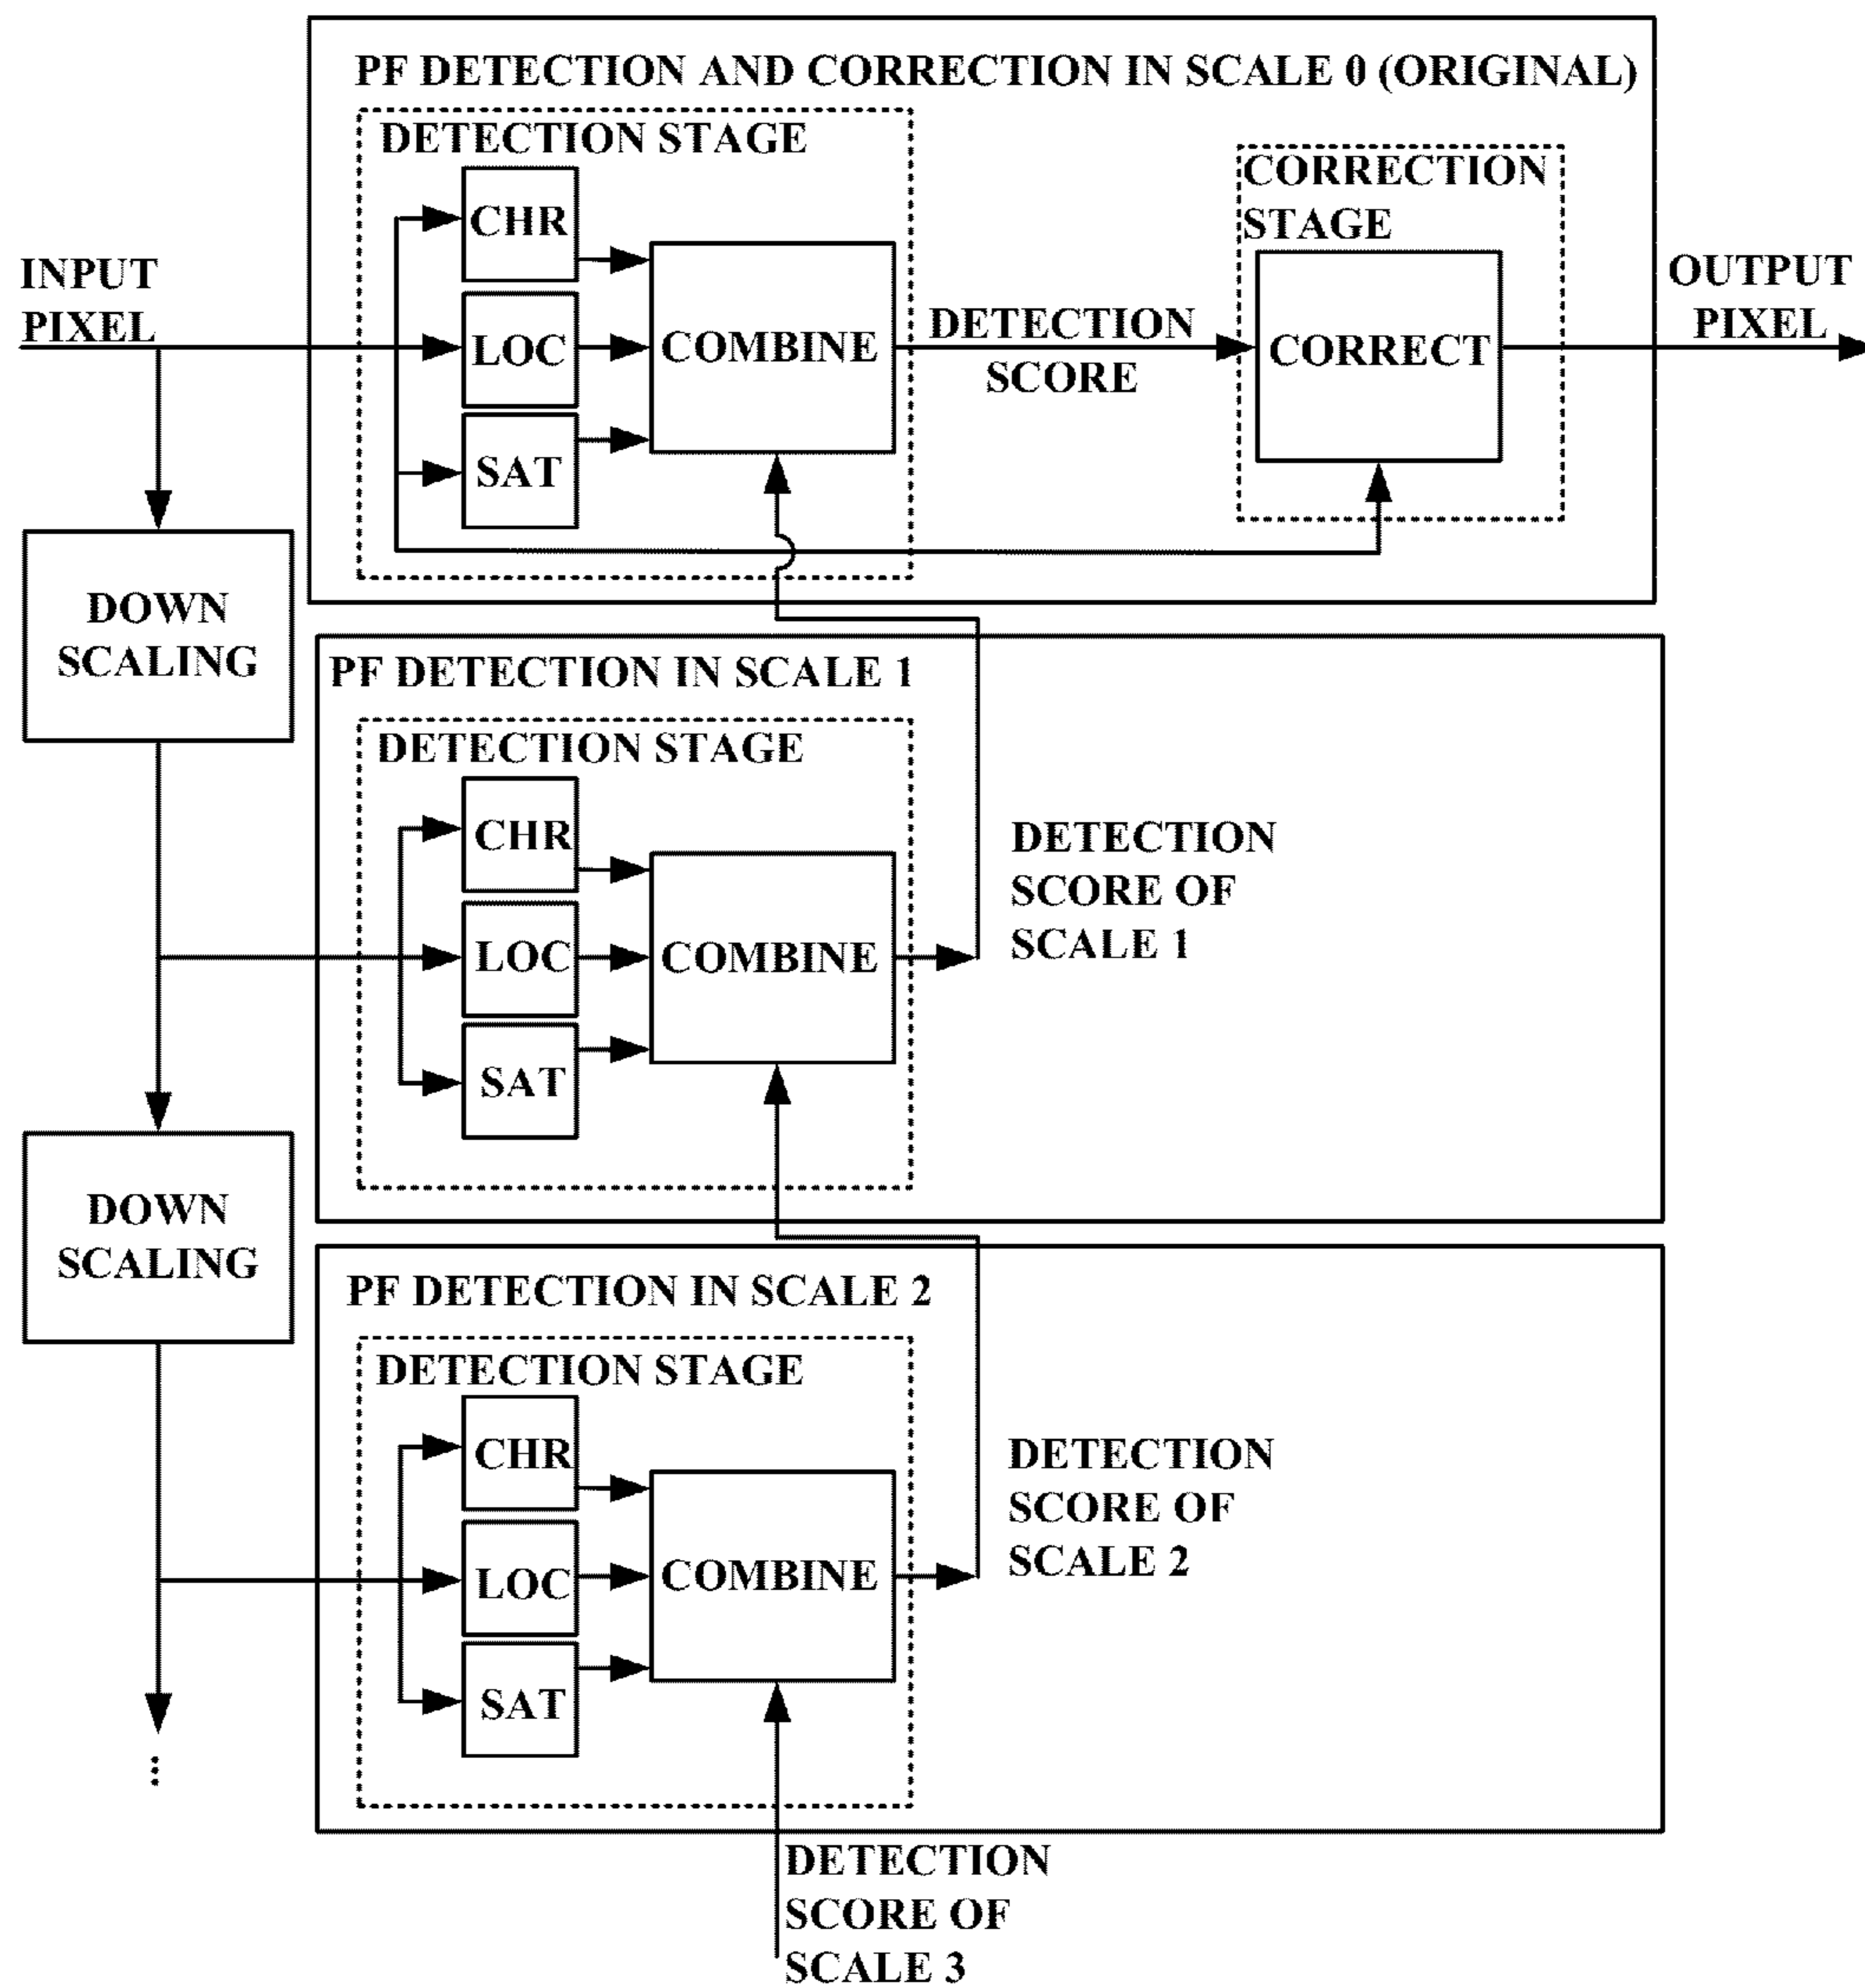 PF DETECTION AND CORRECTION IN SCALE 0 (ORIGINAL)
DETECTION STAGE
CORRECTION
STAGE
CHR
INPUT
PIXEL
LOC
COMBINE
DETECTION
SCORE
CORRECT
OUTPUT
PIXEL
SAT
DOWN
SCALING
PF DETECTION IN SCALE 1
DETECTION STAGE
CHR
LOC
COMBINE
SAT
DETECTION
SCORE OF
SCALE 1
DOWN
SCALING
PF DETECTION IN SCALE 2
DETECTION STAGE
CHR
LOC
COMBINE
SAT
DETECTION
SCORE OF
SCALE 2
...
DETECTION
SCORE OF
SCALE 3